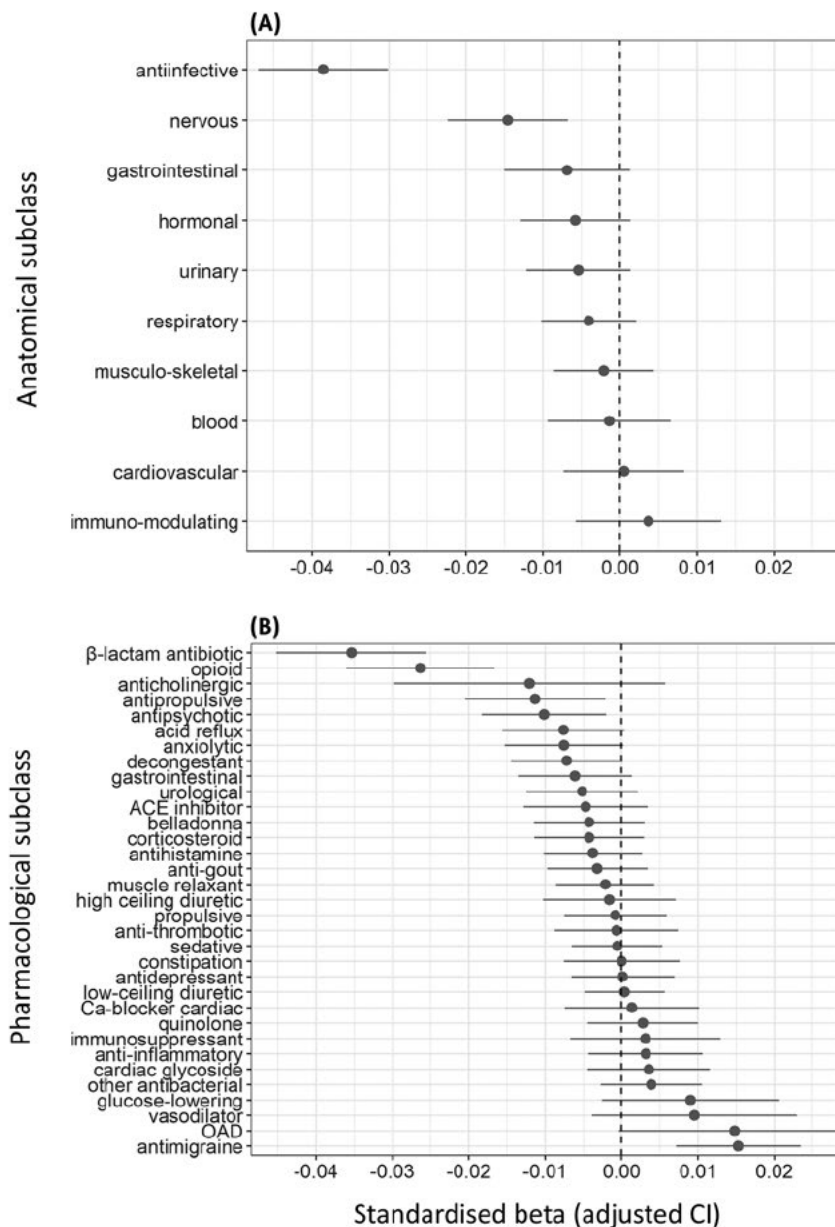 (A)
Anatomical subclass
antiinfective
nervous
gastrointestinal
hormonal
urinary
respiratory
musculo-skeletal
blood
cardiovascular
immuno-modulating
-0.04 -0.03 -0.02 -0.01 0.00 0.01 0.02
(B)
Pharmacological subclass
β-lactam antibiotic
opioid
anticholinergic
antipropulsive
antipsychotic
acid reflux
anxiolytic
decongestant
gastrointestinal
urological
ACE inhibitor
belladonna
corticosteroid
antihistamine
anti-gout
muscle relaxant
high ceiling diuretic
propulsive
anti-thrombotic
sedative
constipation
antidepressant
low-ceiling diuretic
Ca-blocker cardiac
quinolone
immunosuppressant
anti-inflammatory
cardiac glycoside
other antibacterial
glucose-lowering
vasodilator
OAD
antimigraine
-0.04 -0.03 -0.02 -0.01 0.00 0.01 0.02
Standardised beta (adjusted CI)